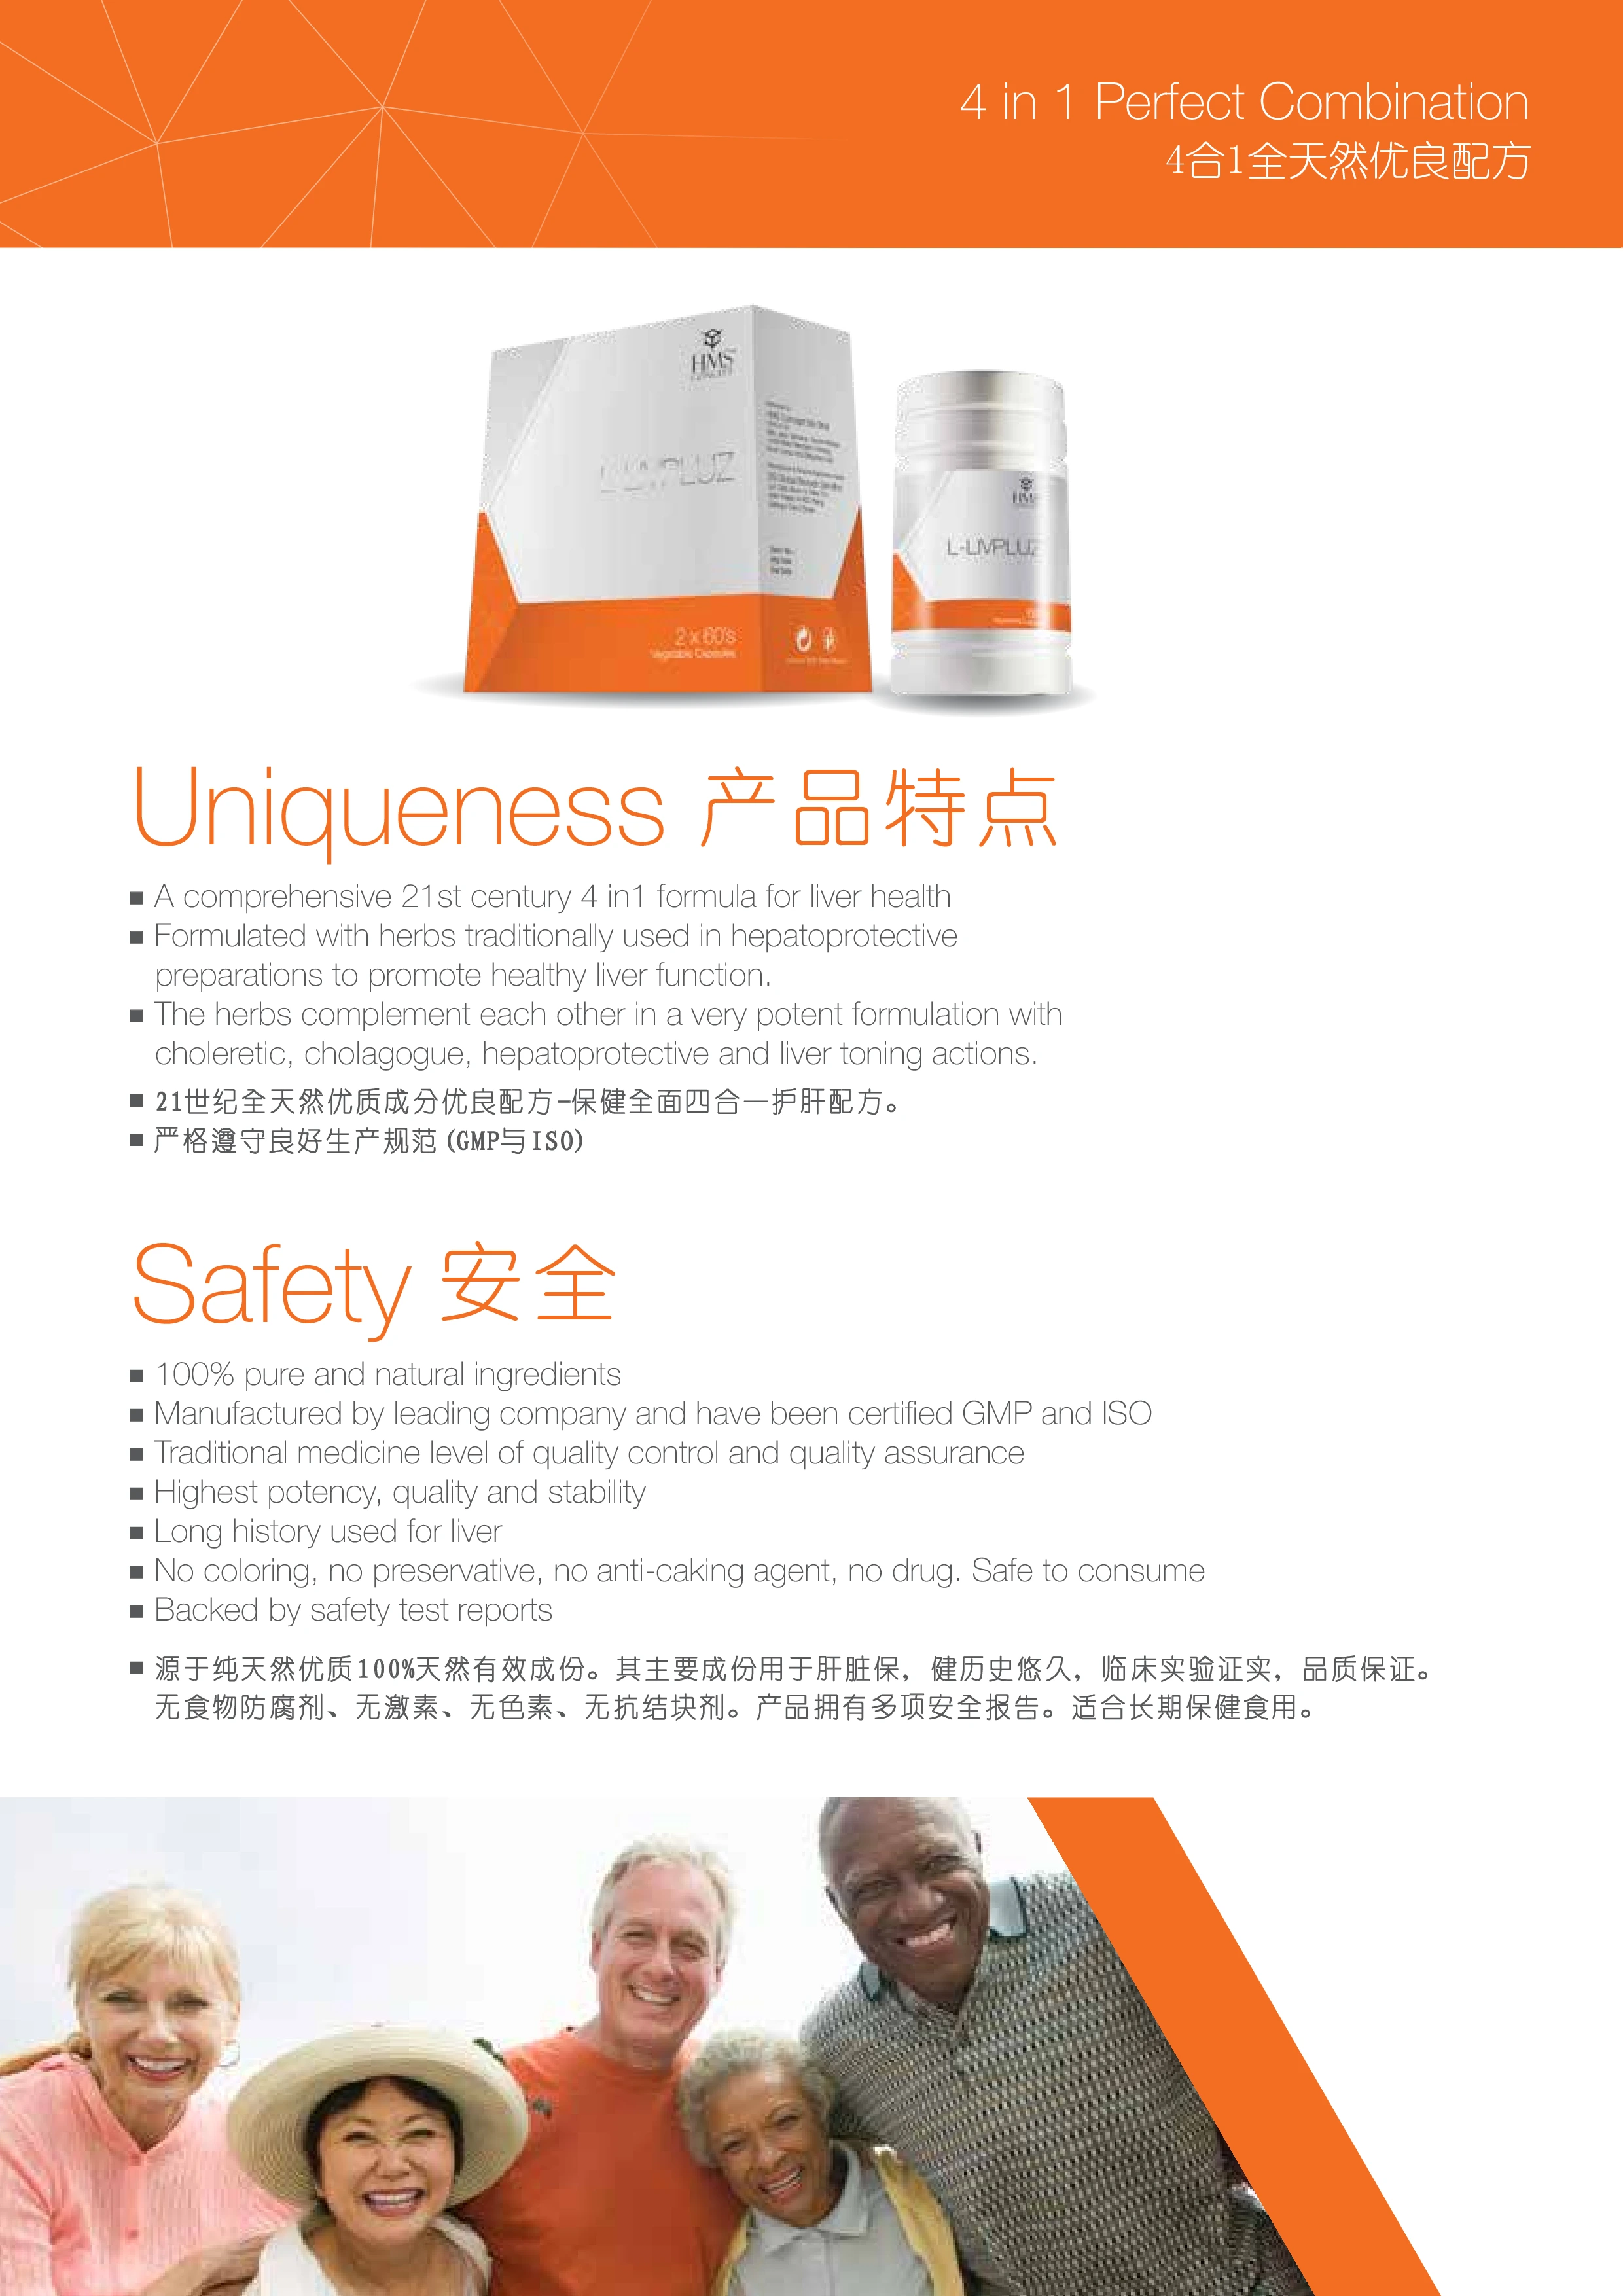 4 in 1 Perfect Combination
4合1全天然优良配方
HMS
L-LIVPLUZ
2 x 60's
Vegetable Capsules
HMS
L-LIVPLUZ
Uniqueness 产品特点
■ A comprehensive 21st century 4 in1 formula for liver health
■ Formulated with herbs traditionally used in hepatoprotective
preparations to promote healthy liver function.
■ The herbs complement each other in a very potent formulation with
choleretic, cholagogue, hepatoprotective and liver toning actions.
■ 21世纪全天然优质成分优良配方-保健全面四合一护肝配方。
■ 严格遵守良好生产规范 (GMP与ISO)
Safety 安全
■ 100% pure and natural ingredients
■ Manufactured by leading company and have been certified GMP and ISO
■ Traditional medicine level of quality control and quality assurance
■ Highest potency, quality and stability
■ Long history used for liver
■ No coloring, no preservative, no anti-caking agent, no drug. Safe to consume
■ Backed by safety test reports
■ 源于纯天然优质100%天然有效成份。其主要成份用于肝脏保，健历史悠久，临床实验证实，品质保证。
无食物防腐剂、无激素、无色素、无抗结块剂。产品拥有多项安全报告。适合长期保健食用。